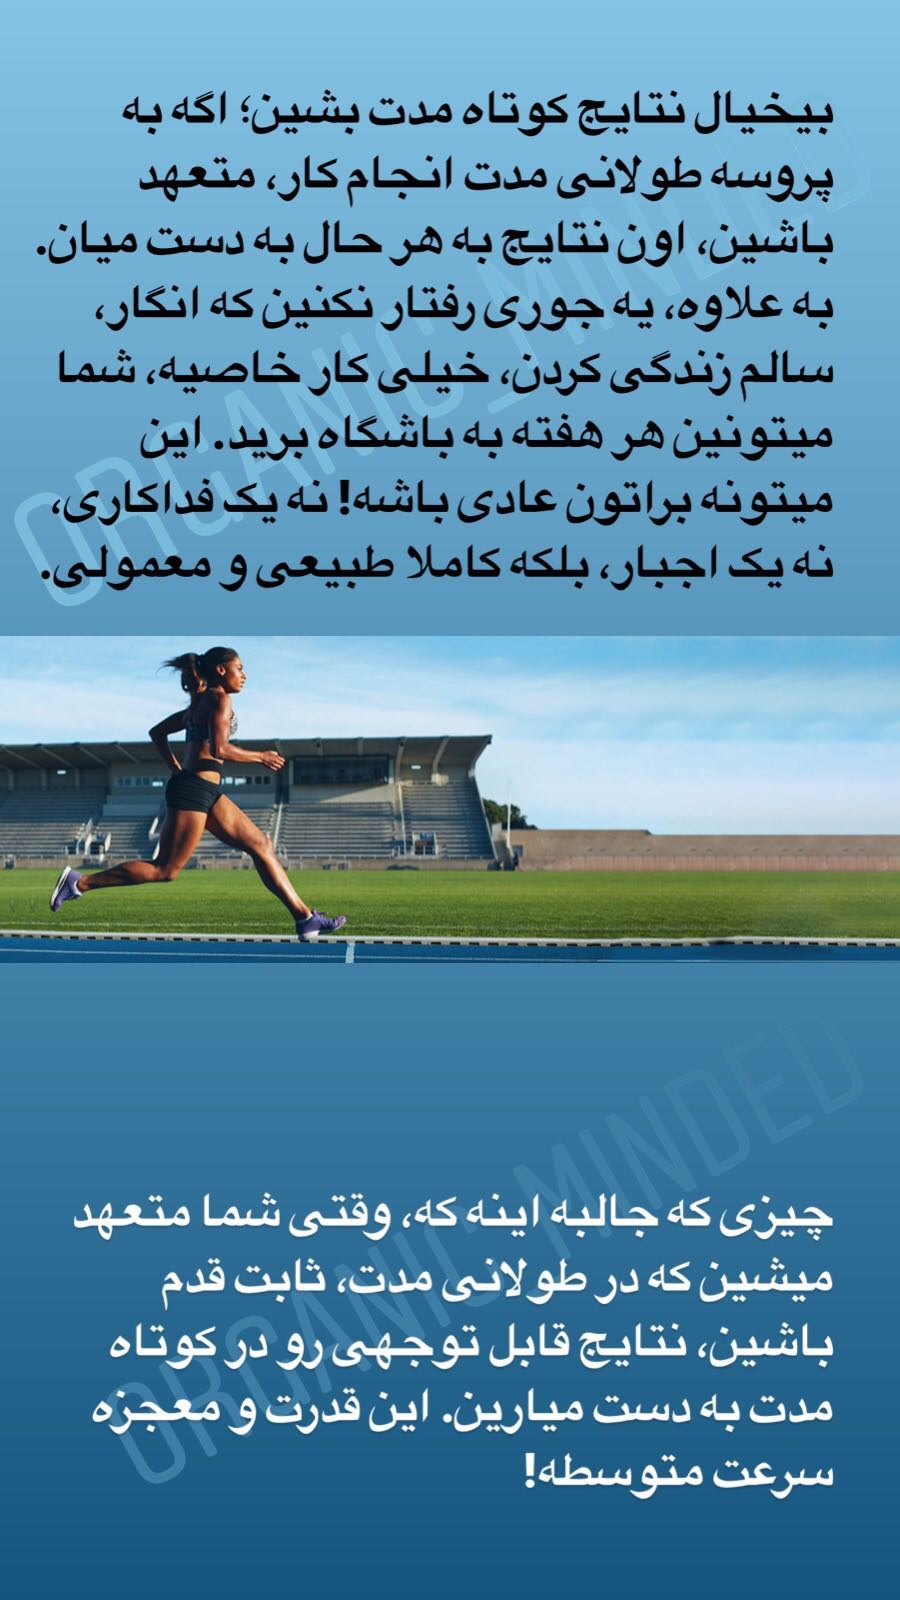 بیخیال نتایج کوتاه مدت بشین؛ اگه به
پروسه طولانی مدت انجام کار، متعهد
باشین، اون نتایج به هر حال به دست میان.
به علاوه، یه جوری رفتار نکنین که انگار،
سالم زندگی کردن، خیلی کار خاصیه، شما
میتونین هر هفته به باشگاه برید. این
میتونه براتون عادی باشه! نه یک فداکاری،
نه یک اجبار، بلکه کاملا طبیعی و معمولی.
ORGANIC_MINDED
چیزی که جالبه اینه که، وقتی شما متعهد
میشین که در طولانی مدت، ثابت قدم
باشین، نتایج قابل توجهی رو در کوتاه
مدت به دست میارین. این قدرت و معجزه
سرعت متوسطه!
ORGANIC_MINDED